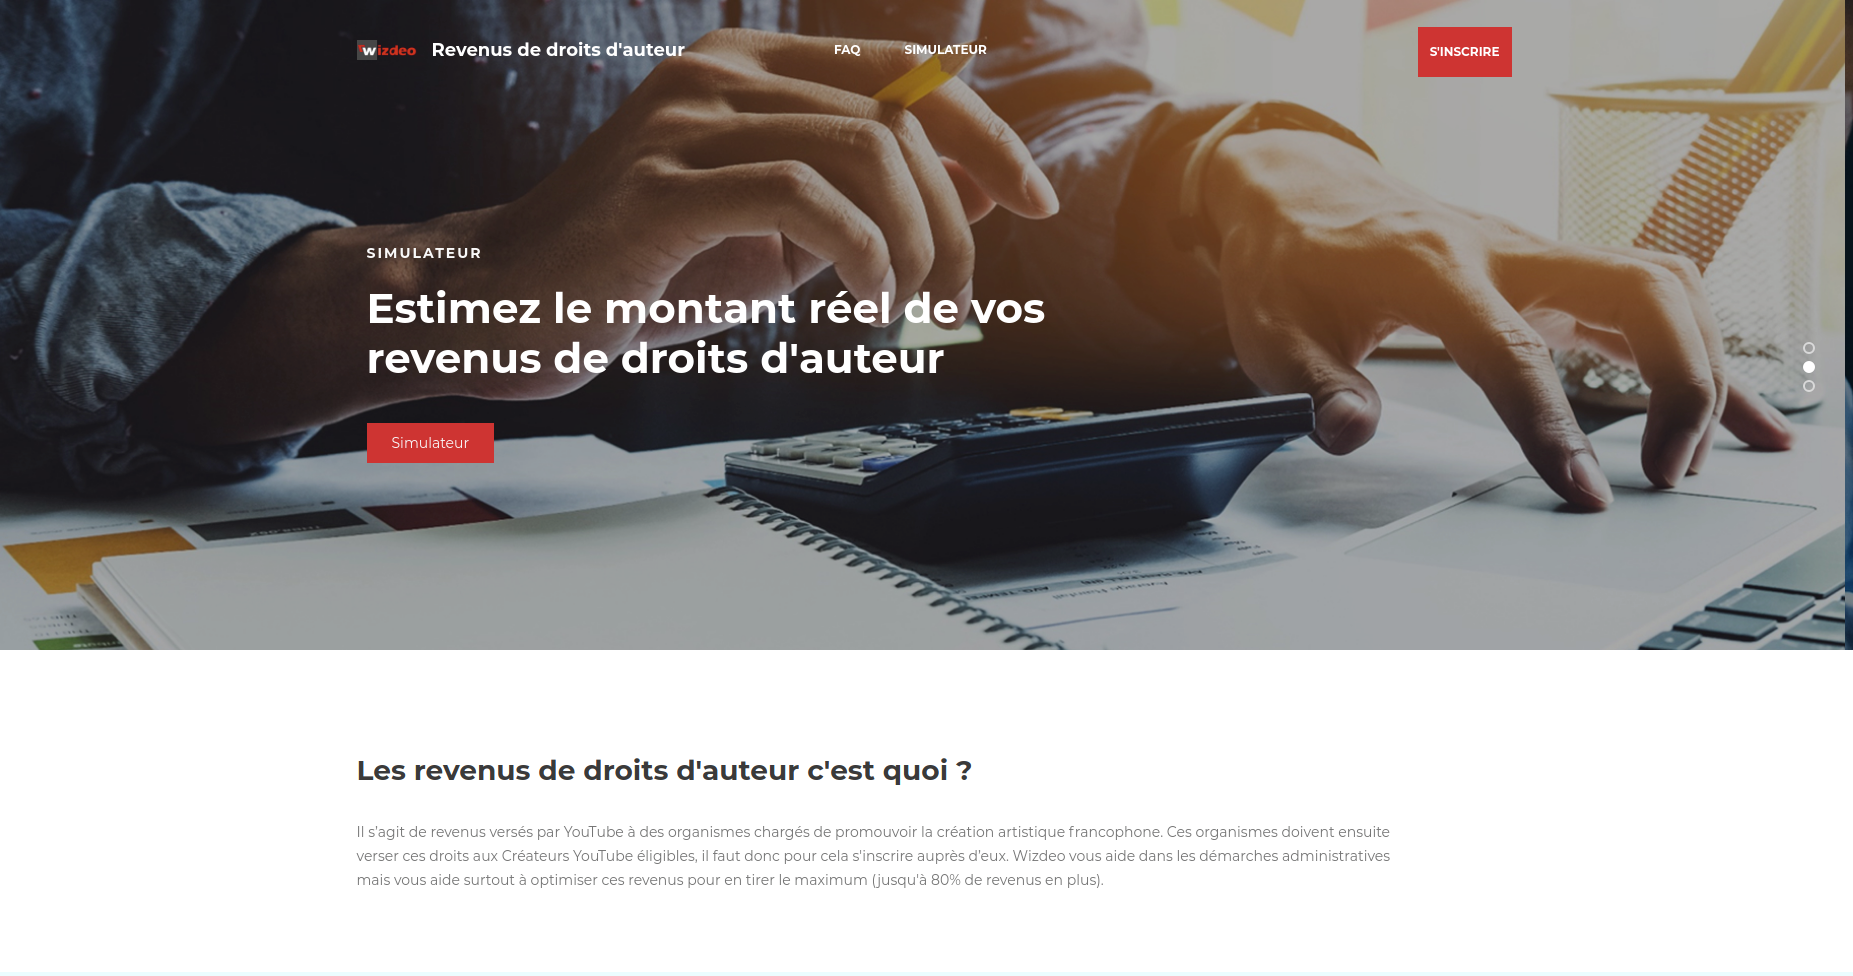 wizdeo
Revenus de droits d'auteur
FAQ
SIMULATEUR
S'INSCRIRE
SIMULATEUR
Estimez le montant réel de vos
revenus de droits d'auteur
Simulateur
Les revenus de droits d'auteur c'est quoi ?
Il s’agit de revenus versés par YouTube à des organismes chargés de promouvoir la création artistique francophone. Ces organismes doivent ensuite
verser ces droits aux Créateurs YouTube éligibles, il faut donc pour cela s'inscrire auprès d’eux. Wizdeo vous aide dans les démarches administratives
mais vous aide surtout à optimiser ces revenus pour en tirer le maximum (jusqu'à 80% de revenus en plus).